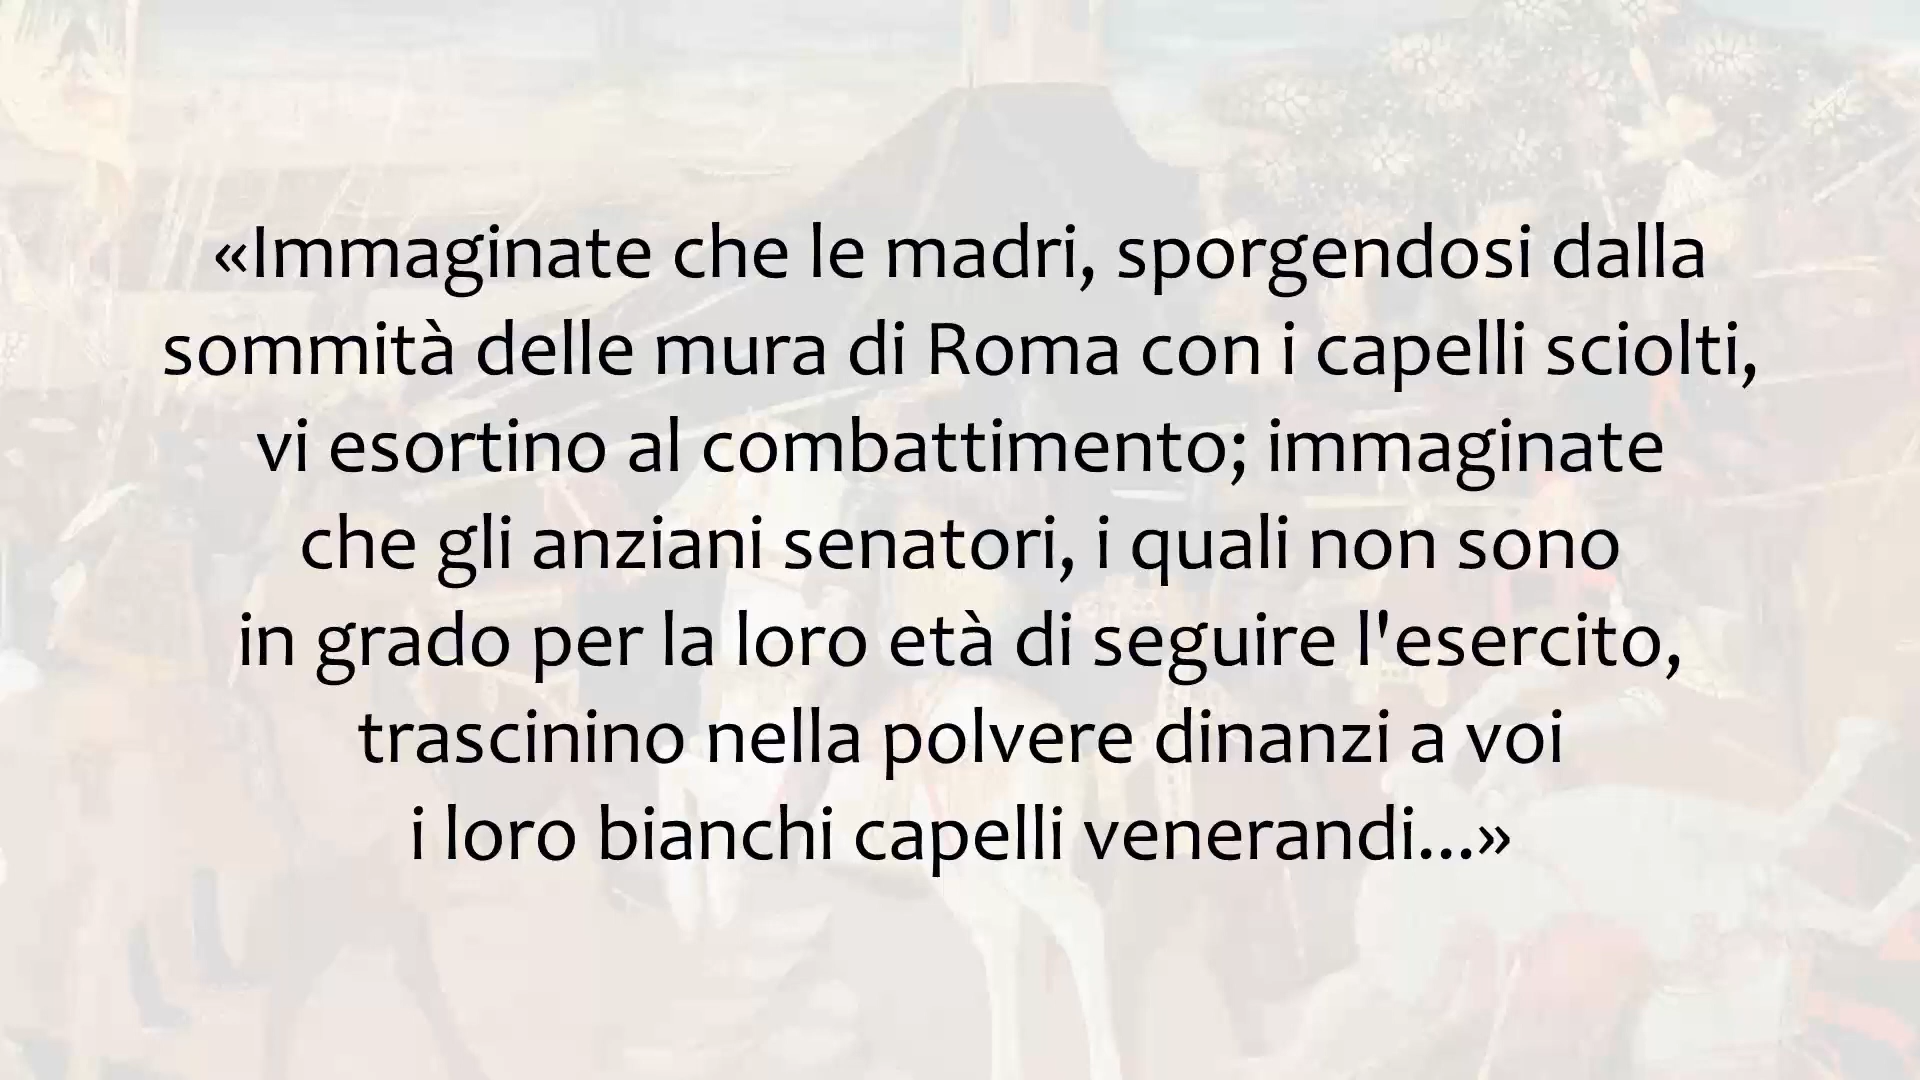 «Immaginate che le madri, sporgendosi dalla
sommità delle mura di Roma con i capelli sciolti,
vi esortino al combattimento; immaginate
che gli anziani senatori, i quali non sono
in grado per la loro età di seguire l'esercito,
trascinino nella polvere dinanzi a voi
i loro bianchi capelli venerandi...»